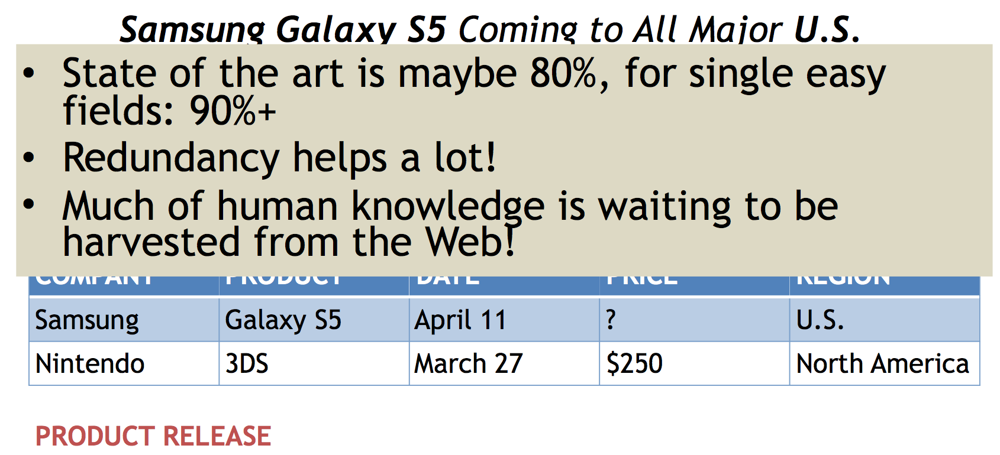 Samsung Galaxy S5 Coming to All Major U.S.
• State of the art is maybe 80%, for single easy
fields: 90%+
• Redundancy helps a lot!
• Much of human knowledge is waiting to be
harvested from the Web!
COMPANY PRODUCT DATE PRICE REGION
Samsung Galaxy S5 April 11 ? U.S.
Nintendo 3DS March 27 $250 North America
PRODUCT RELEASE